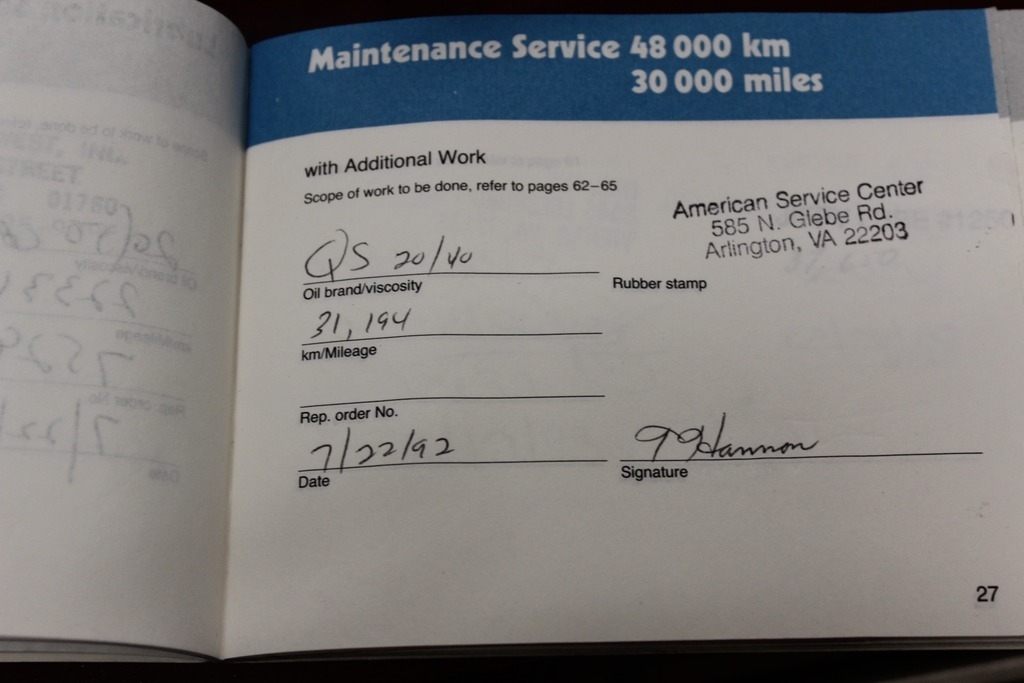 Maintenance Service 48 000 km
30 000 miles
with Additional Work
Scope of work to be done, refer to pages 62–65
American Service Center
585 N. Glebe Rd.
Arlington, VA 22203
QS 20/40
Oil brand/viscosity
Rubber stamp
31,194
km/Mileage
Rep. order No.
7/22/92
Date
Hannon
Signature
27